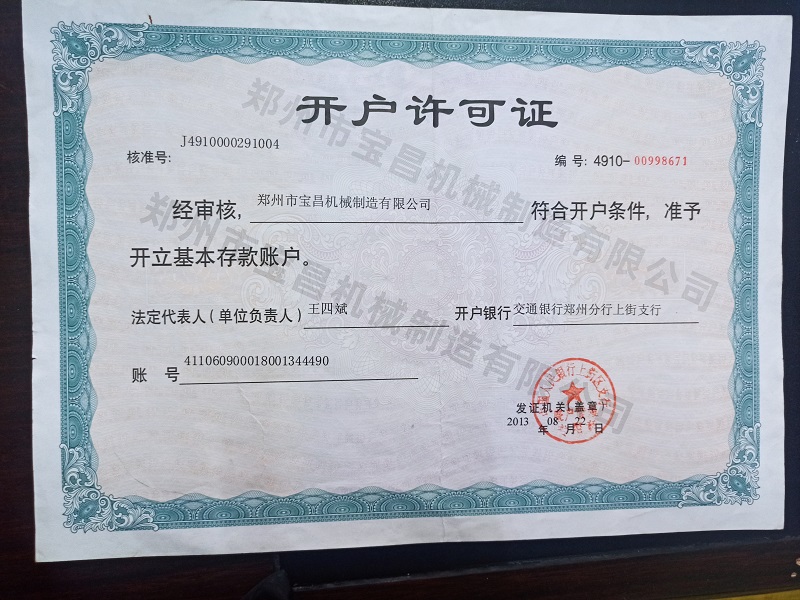 开户许可证
核准号: J4910000291004
编 号: 4910-00998671
经审核, 郑州市宝昌机械制造有限公司 符合开户条件, 准予
开立基本存款账户。
法定代表人(单位负责人) 王四斌 开户银行 交通银行郑州分行上街支行
账 号 411060900018001344490
发证机关(盖章)
2013 年 08 月 22 日
郑州市宝昌机械制造有限公司
郑州市宝昌机械制造有限公司